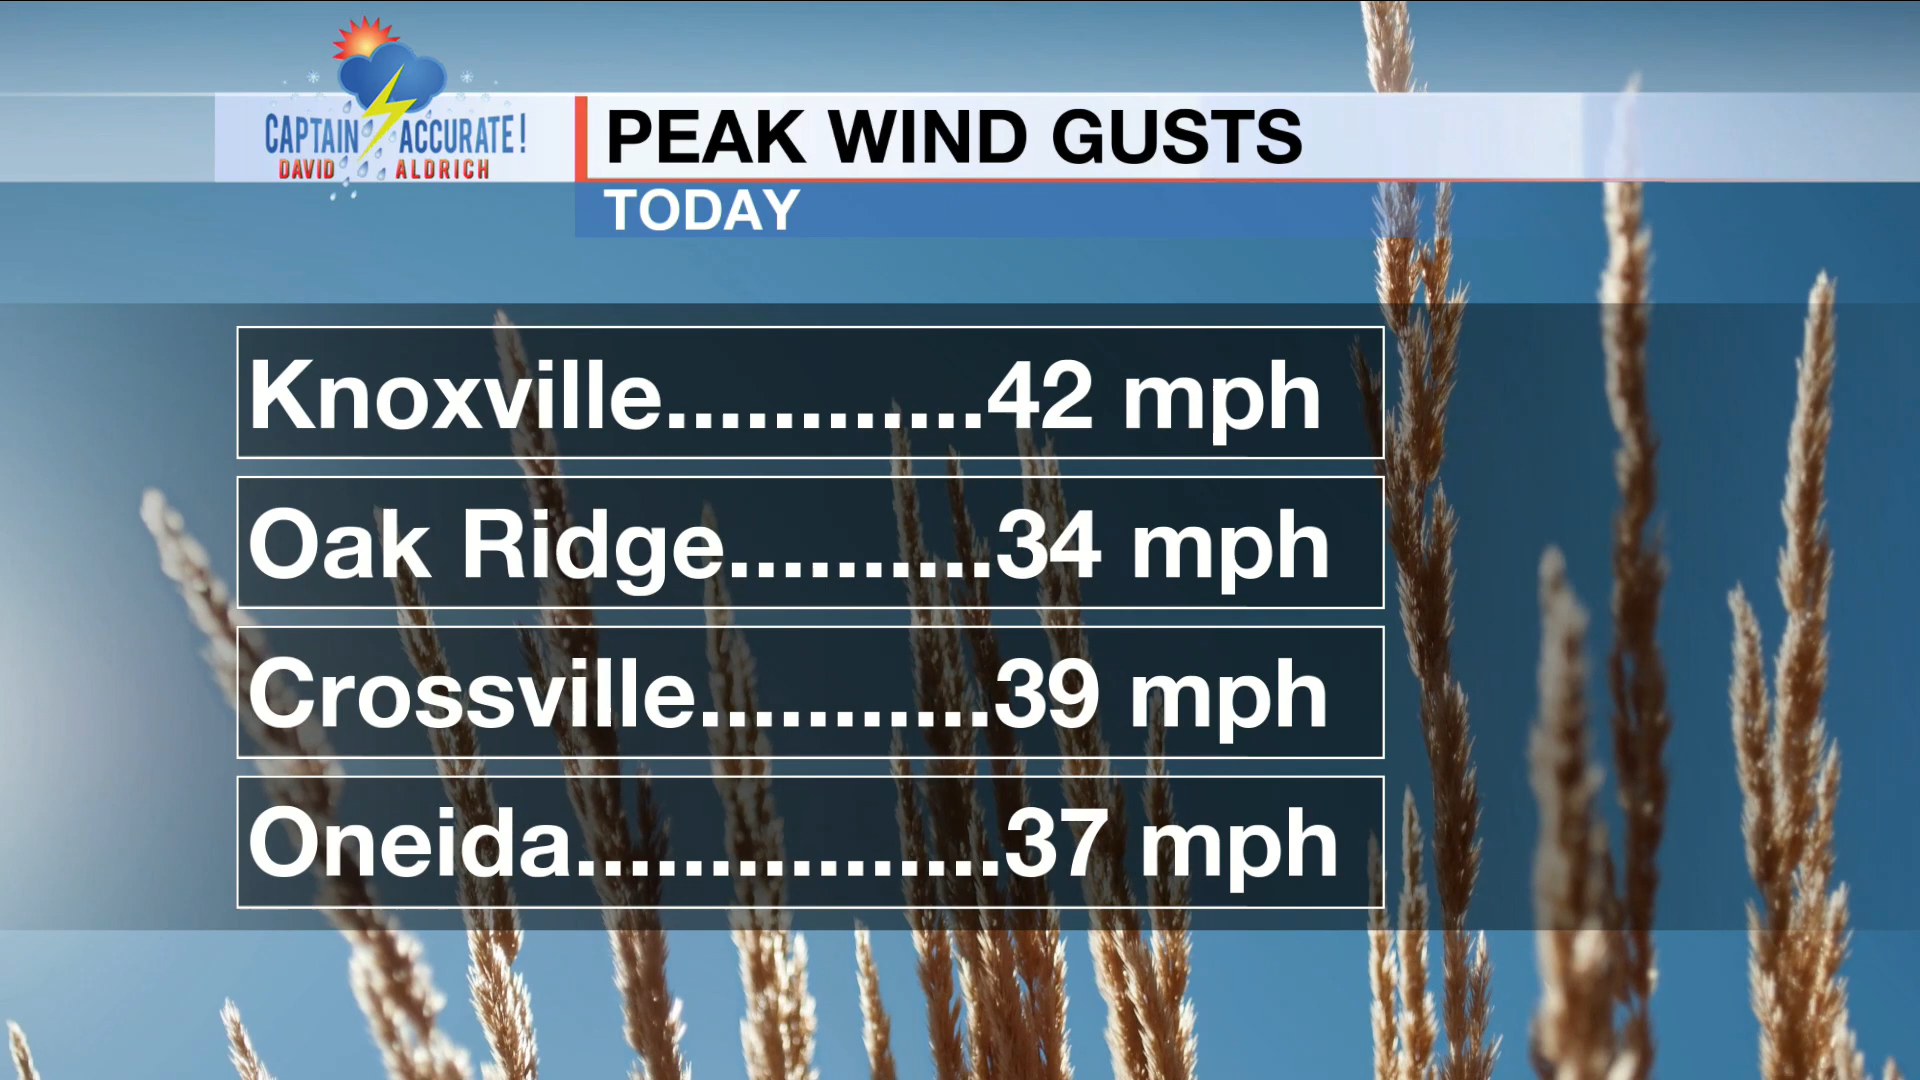 CAPTAIN ACCURATE!
DAVID ALDRICH
PEAK WIND GUSTS
TODAY
Knoxville............42 mph
Oak Ridge..........34 mph
Crossville...........39 mph
Oneida................37 mph